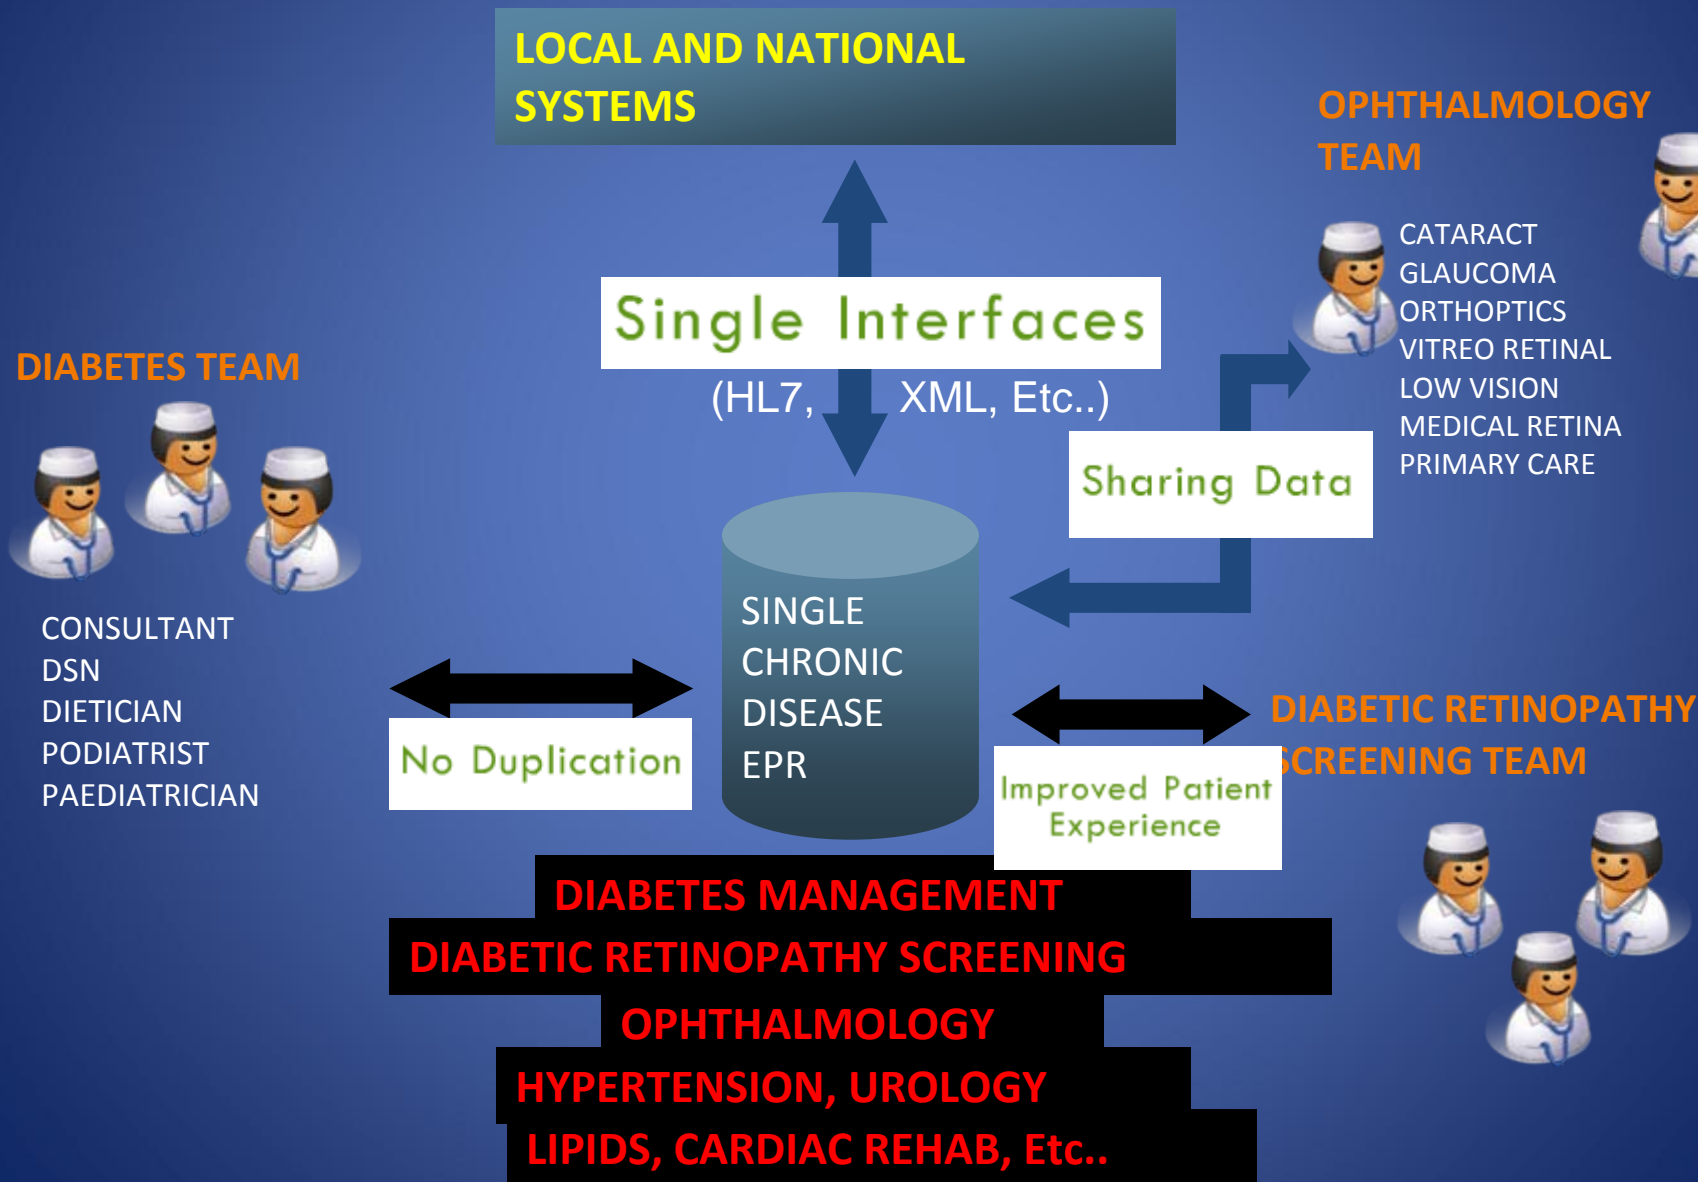 LOCAL AND NATIONAL
SYSTEMS
OPHTHALMOLOGY
TEAM
CATARACT
GLAUCOMA
ORTHOPTICS
VITREO RETINAL
LOW VISION
MEDICAL RETINA
PRIMARY CARE
Single Interfaces
(HL7, XML, Etc..)
DIABETES TEAM
CONSULTANT
DSN
DIETICIAN
PODIATRIST
PAEDIATRICIAN
Sharing Data
SINGLE
CHRONIC
DISEASE
EPR
No Duplication
DIABETIC RETINOPATHY
SCREENING TEAM
Improved Patient
Experience
DIABETES MANAGEMENT
DIABETIC RETINOPATHY SCREENING
OPHTHALMOLOGY
HYPERTENSION, UROLOGY
LIPIDS, CARDIAC REHAB, Etc..